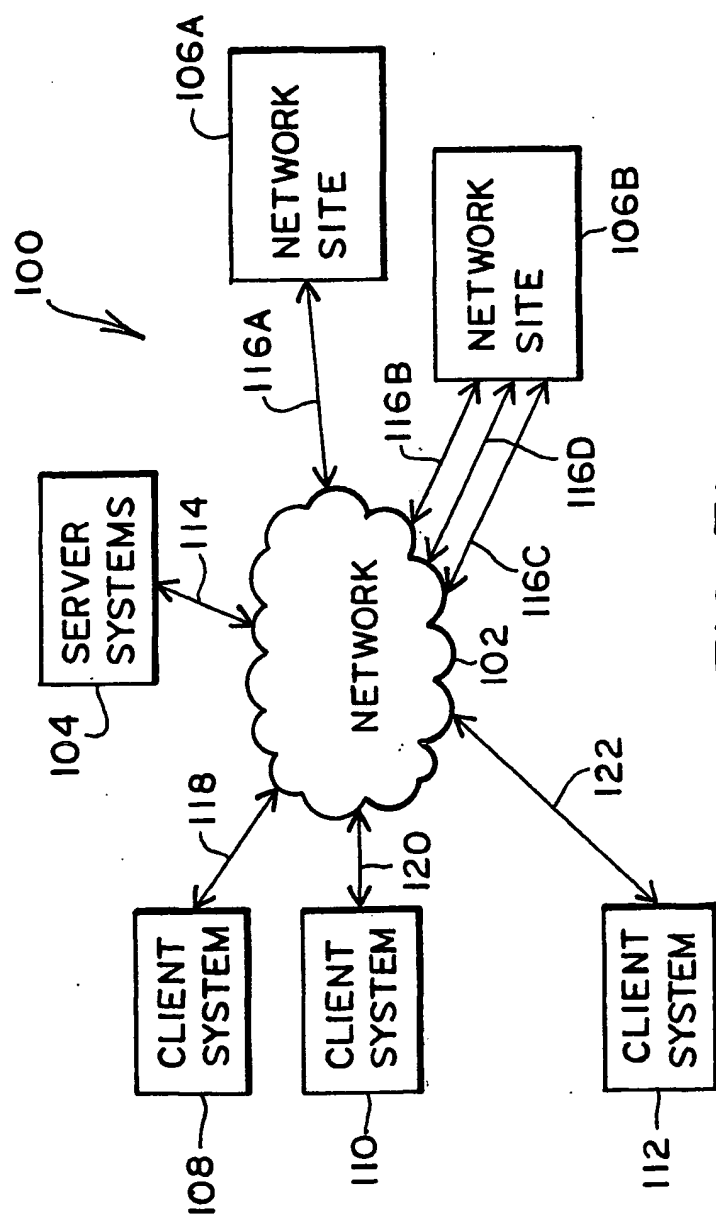 100
SERVER
SYSTEMS
104
114
106A
NETWORK
SITE
116A
118
CLIENT
SYSTEM
108
NETWORK
102
120
CLIENT
SYSTEM
110
116B
116D
116C
NETWORK
SITE
106B
122
CLIENT
SYSTEM
112